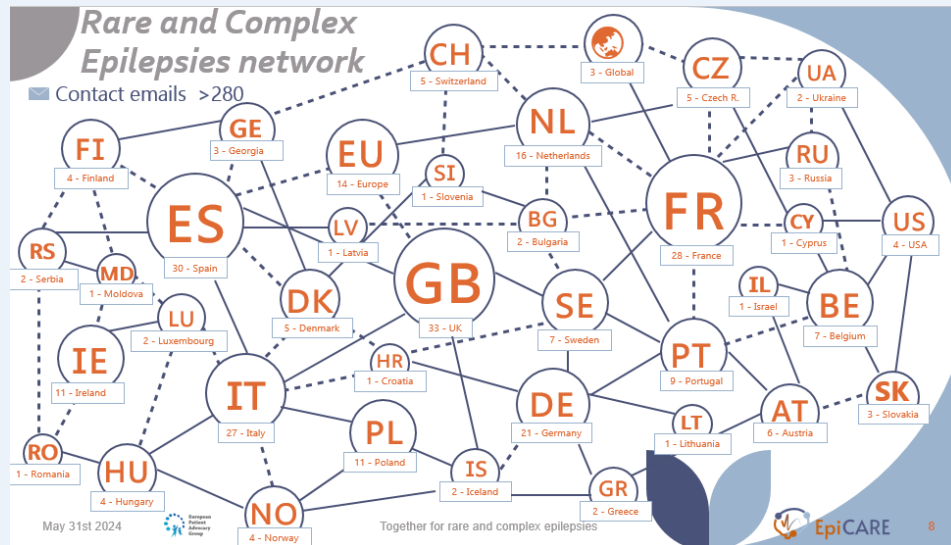 Rare and Complex
Epilepsies network
Contact emails >280
CH
5 - Switzerland
3 - Global
CZ
5 - Czech R.
UA
2 - Ukraine
GE
3 - Georgia
FI
4 - Finland
EU
14 - Europe
NL
16 - Netherlands
SI
1 - Slovenia
RU
3 - Russia
ES
30 - Spain
LV
1 - Latvia
BG
2 - Bulgaria
FR
28 - France
CY
1 - Cyprus
US
4 - USA
RS
2 - Serbia
MD
1 - Moldova
LU
2 - Luxembourg
DK
5 - Denmark
GB
33 - UK
SE
7 - Sweden
IL
1 - Israel
BE
7 - Belgium
IE
11 - Ireland
IT
27 - Italy
HR
1 - Croatia
DE
21 - Germany
PT
9 - Portugal
SK
3 - Slovakia
RO
1 - Romania
HU
4 - Hungary
PL
11 - Poland
IS
2 - Iceland
LT
1 - Lithuania
AT
6 - Austria
NO
4 - Norway
GR
2 - Greece
May 31st 2024
European
Patient
Advocacy
Group
Together for rare and complex epilepsies
EpiCARE
8